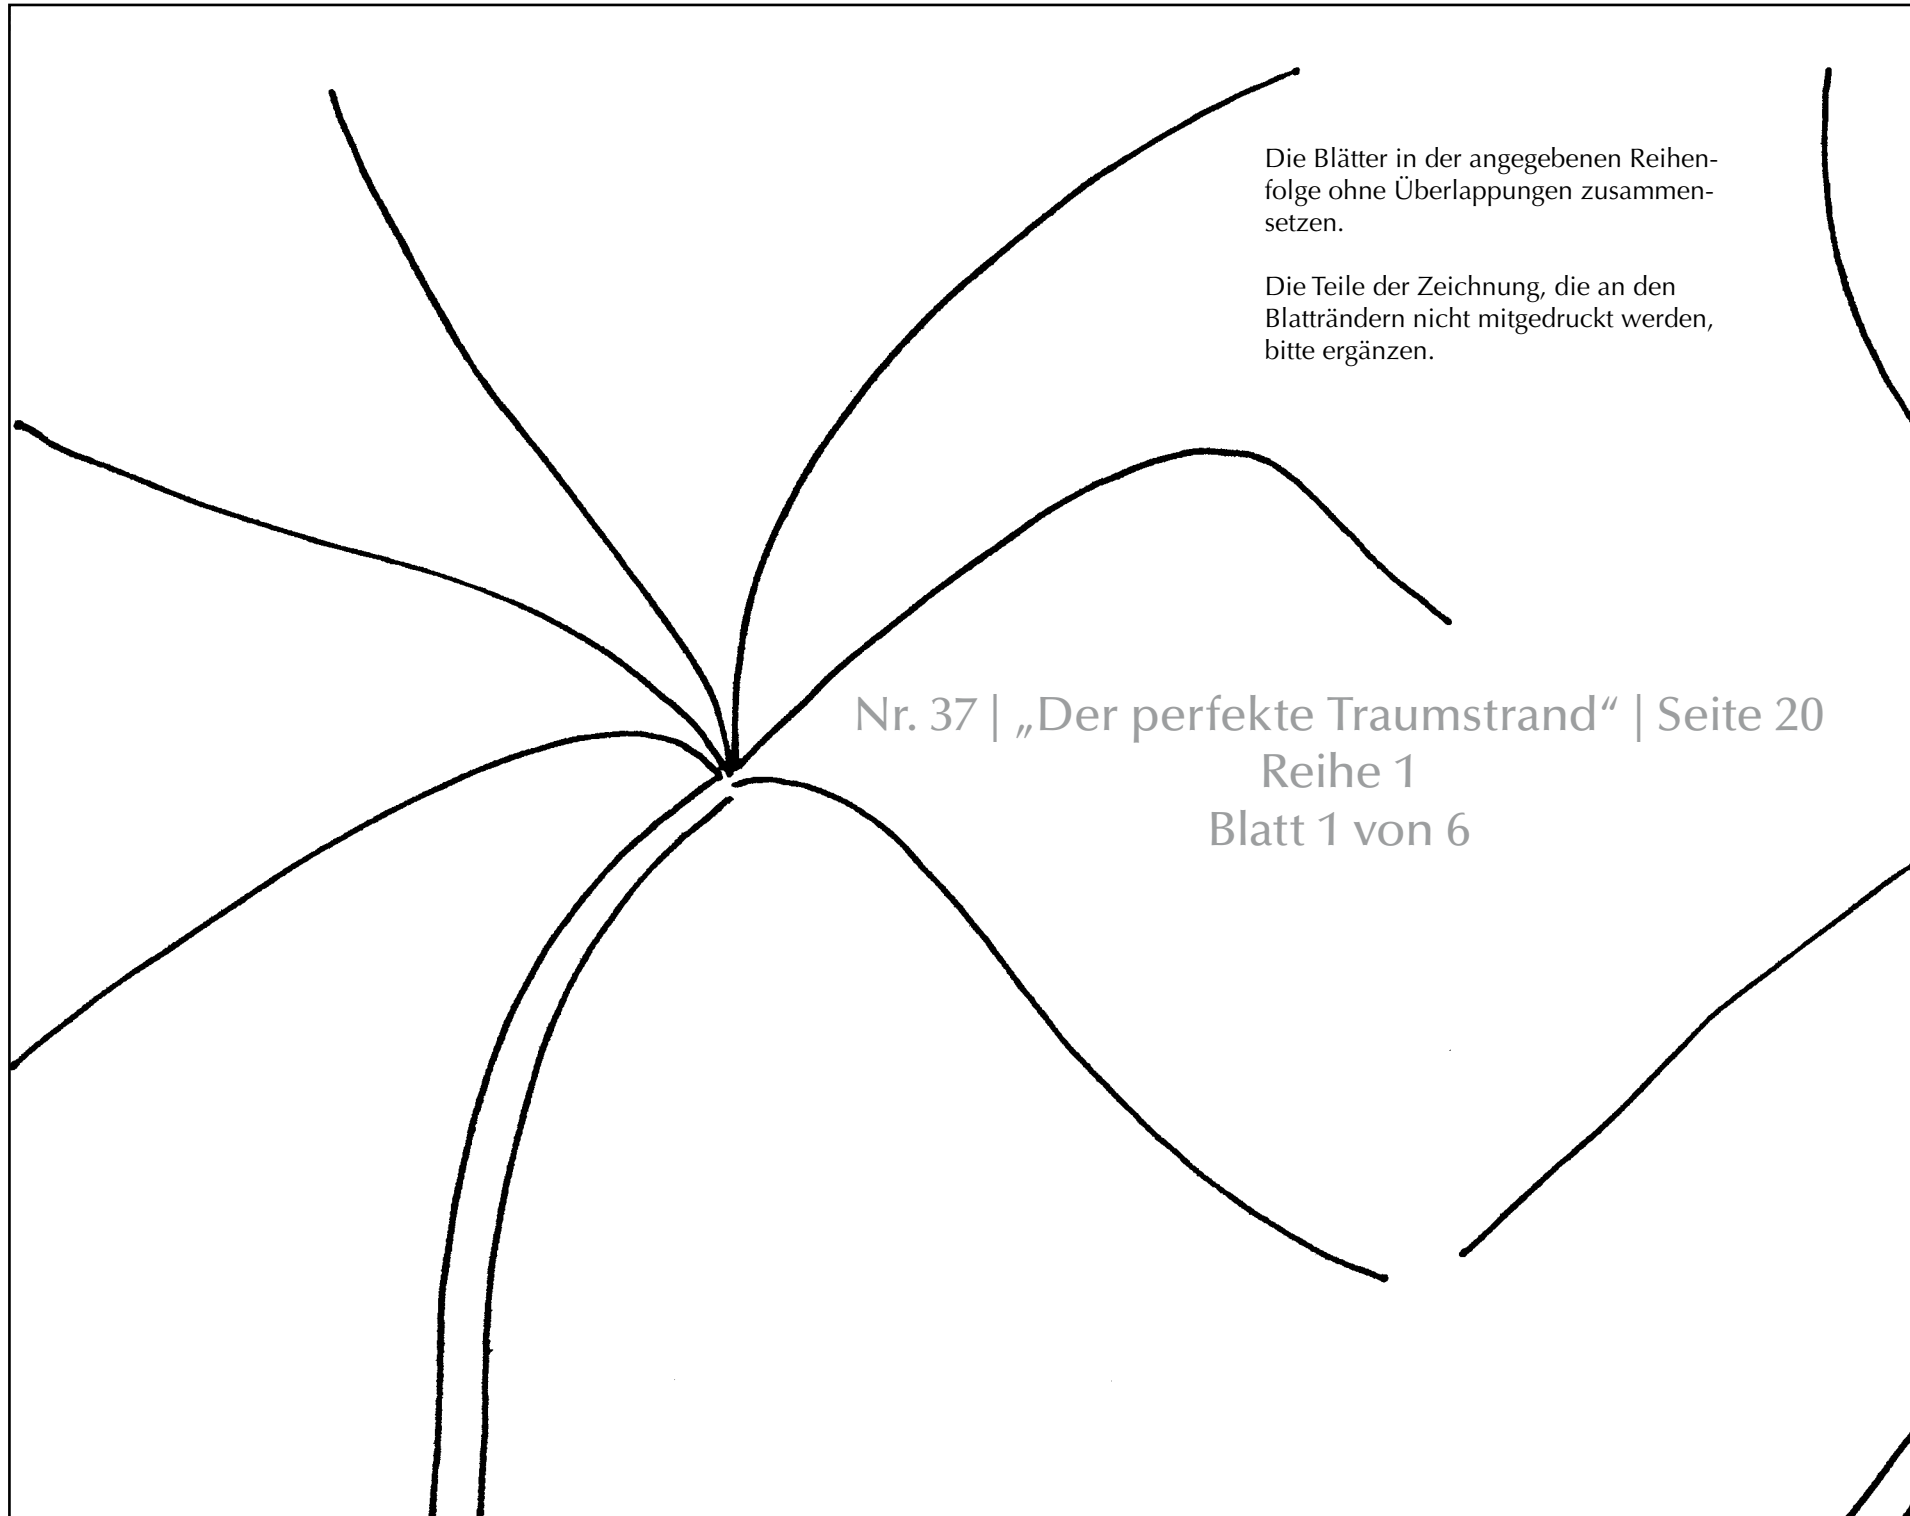 Die Blätter in der angegebenen Reihen-
folge ohne Überlappungen zusammen-
setzen.
Die Teile der Zeichnung, die an den
Blatträndern nicht mitgedruckt werden,
bitte ergänzen.
Nr. 37 | „Der perfekte Traumstrand“ | Seite 20
Reihe 1
Blatt 1 von 6